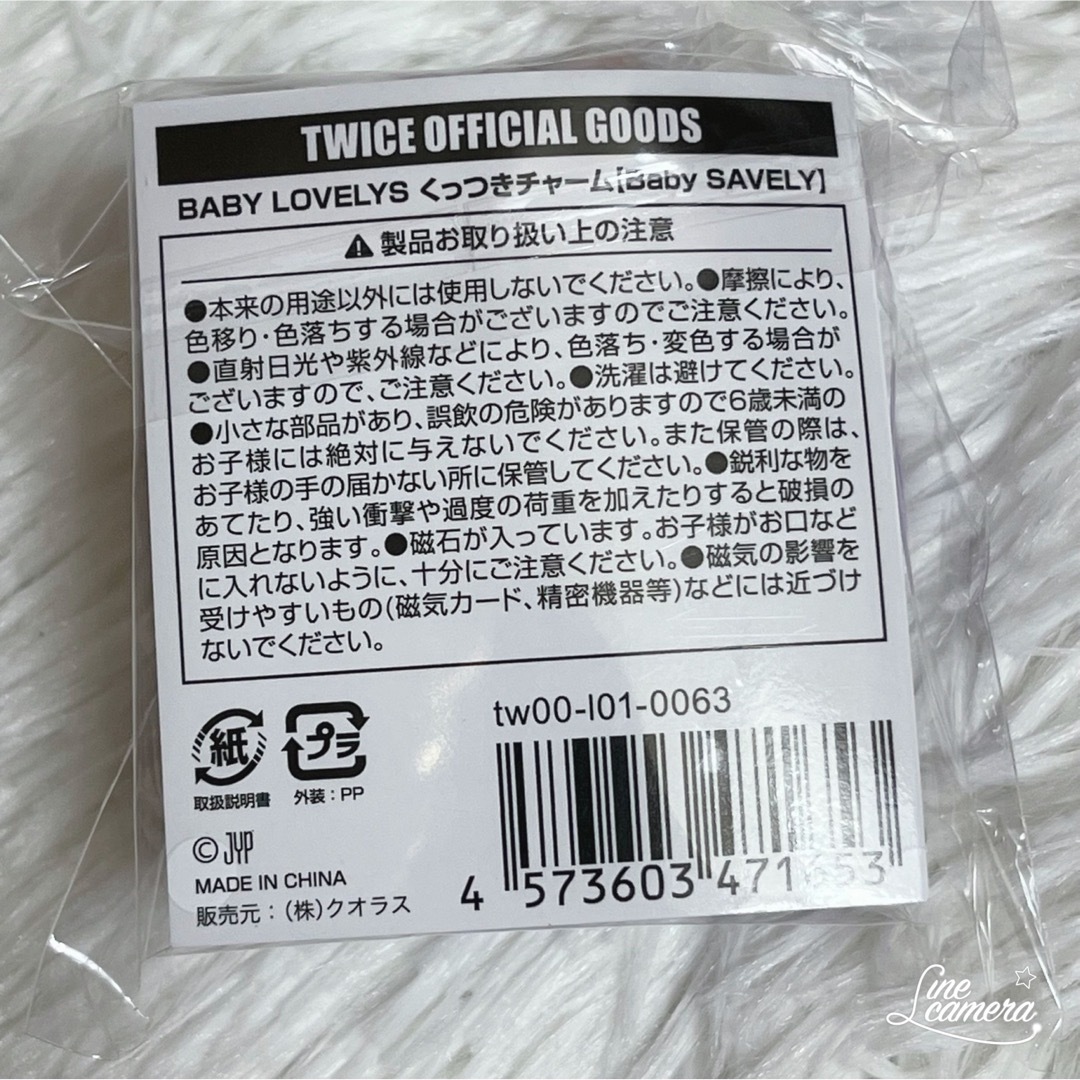 TWICE OFFICIAL GOODS
BABY LOVELYS くっつきチャーム【Baby SAVELY】
⚠ 製品お取り扱い上の注意
●本来の用途以外には使用しないでください。●摩擦により、
色移り・色落ちする場合がございますのでご注意ください。
●直射日光や紫外線などにより、色落ち・変色する場合が
ございますので、ご注意ください。●洗濯は避けてください。
●小さな部品があり、誤飲の危険がありますので6歳未満の
お子様には絶対に与えないでください。また保管の際は、
お子様の手の届かない所に保管してください。●鋭利な物を
あてたり、強い衝撃や過度の荷重を加えたりすると破損の
原因となります。●磁石が入っています。お子様がお口など
に入れないように、十分にご注意ください。●磁気の影響を
受けやすいもの(磁気カード、精密機器等)などには近づけ
ないでください。
紙
プラ
取扱説明書
外装：PP
tw00-l01-0063
© JYP
MADE IN CHINA
販売元：(株)クオラス
4 573603
Line camera